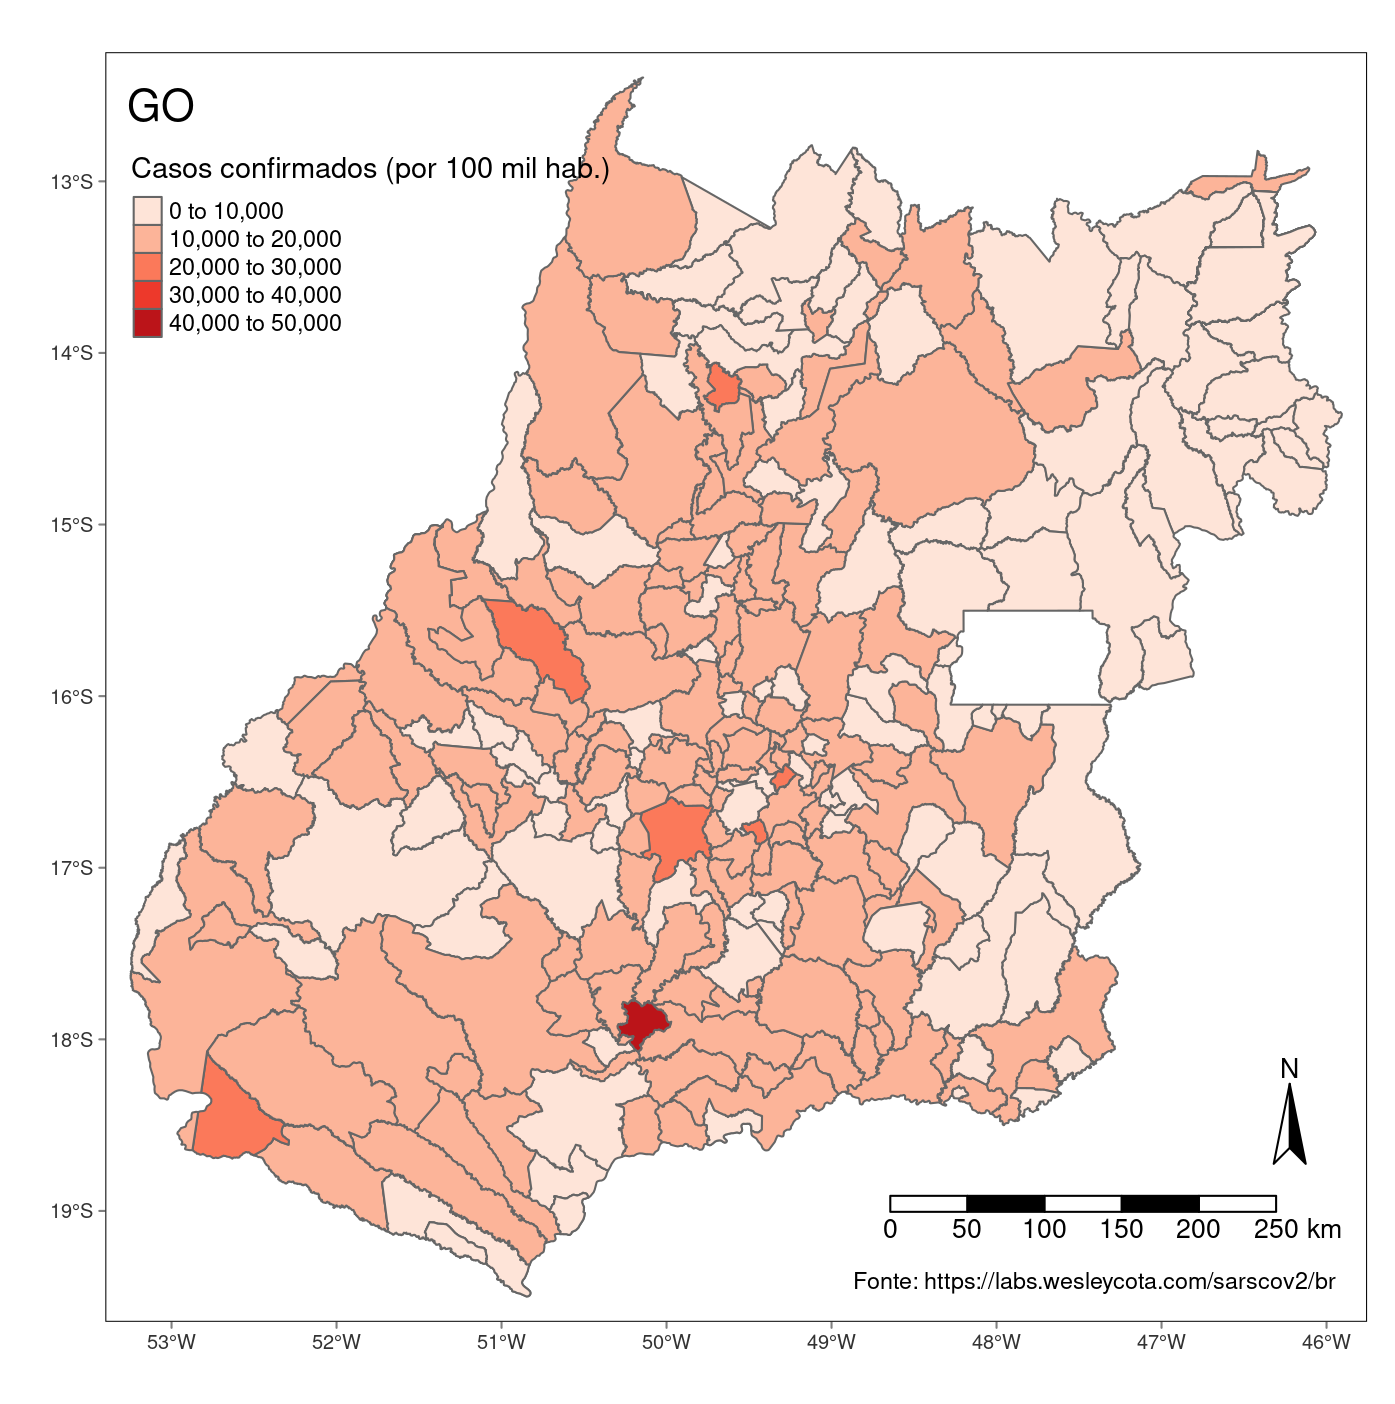 GO
Casos confirmados (por 100 mil hab.)
0 to 10,000
10,000 to 20,000
20,000 to 30,000
30,000 to 40,000
40,000 to 50,000
13°S
14°S
15°S
16°S
17°S
18°S
19°S
N
0 50 100 150 200 250 km
Fonte: https://labs.wesleycota.com/sarscov2/br
53°W 52°W 51°W 50°W 49°W 48°W 47°W 46°W